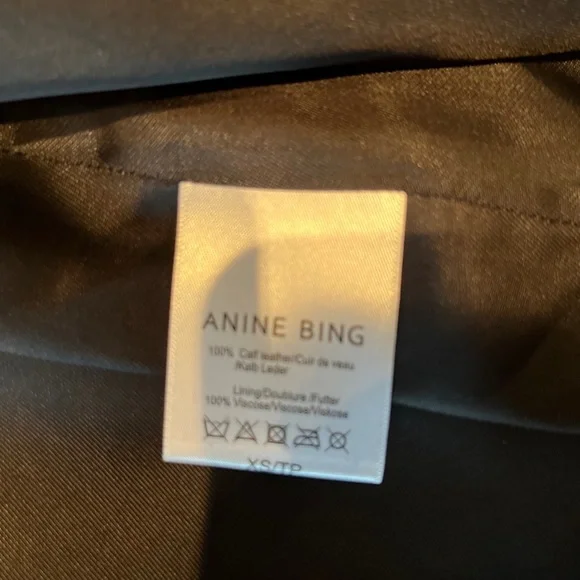 ANINE BING
100% Calf leather/Cuir de veau
/Kalb Leder
Lining/Doublure /Futter
100% Viscose/Viscose/Viskose
XS/TP